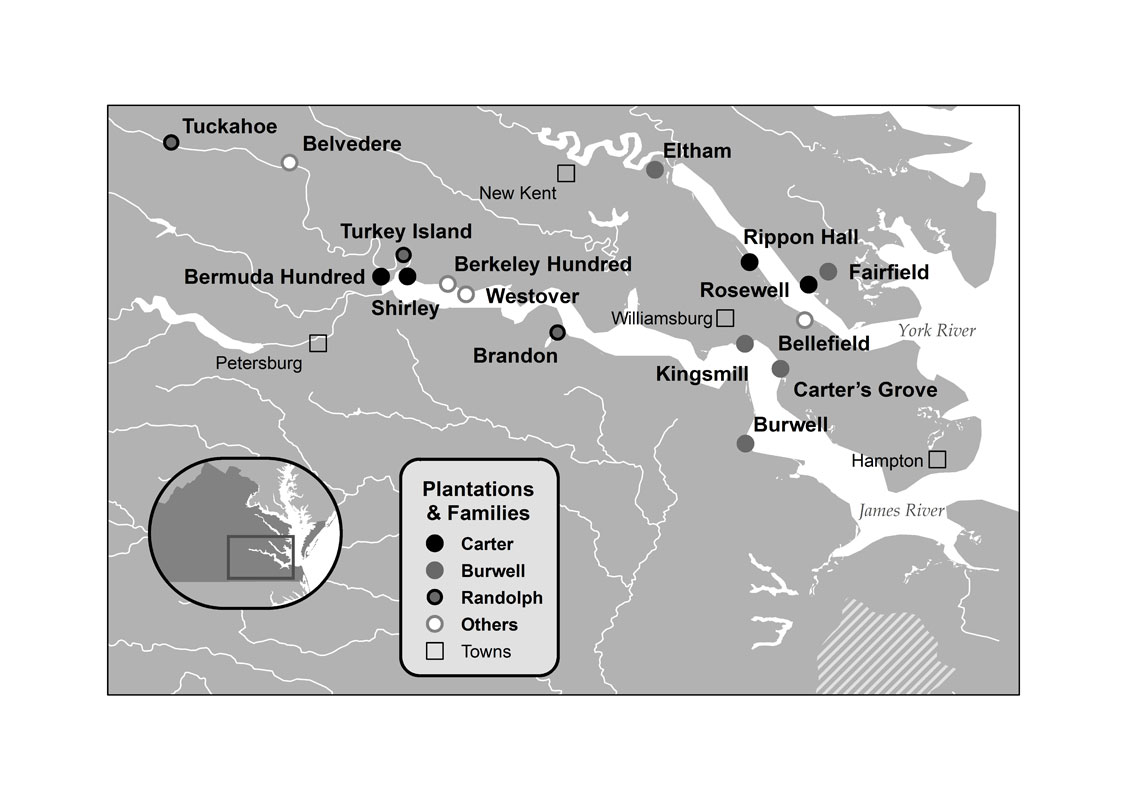 Tuckahoe
Belvedere
Eltham
New Kent
Turkey Island
Rippon Hall
Berkeley Hundred
Fairfield
Bermuda Hundred
Rosewell
Westover
Shirley
Williamsburg
York River
Brandon
Bellefield
Petersburg
Kingsmill
Carter’s Grove
Burwell
Hampton
James River
Plantations
& Families
Carter
Burwell
Randolph
Others
Towns